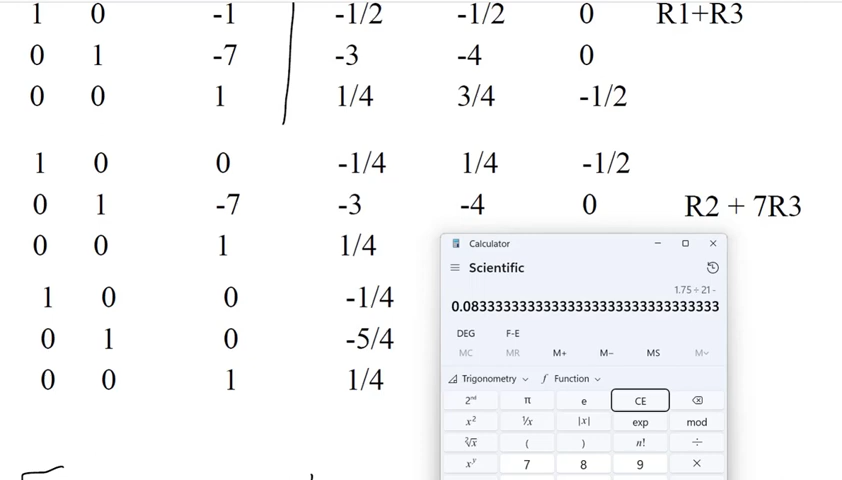 1 0 -1 -1/2 -1/2 0 R1+R3
0 1 -7 -3 -4 0
0 0 1 1/4 3/4 -1/2
1 0 0 -1/4 1/4 -1/2
0 1 -7 -3 -4 0 R2 + 7R3
0 0 1 1/4
1 0 0 -1/4
0 1 0 -5/4
0 0 1 1/4
Calculator
Scientific
1.75 ÷ 21 -
0.08333333333333333333333333333333
DEG F-E
MC MR M+ M- MS M
Trigonometry f Function
2nd π e CE
x² 1/x |x| exp mod
²√x ( ) n! ÷
xʸ 7 8 9 ×